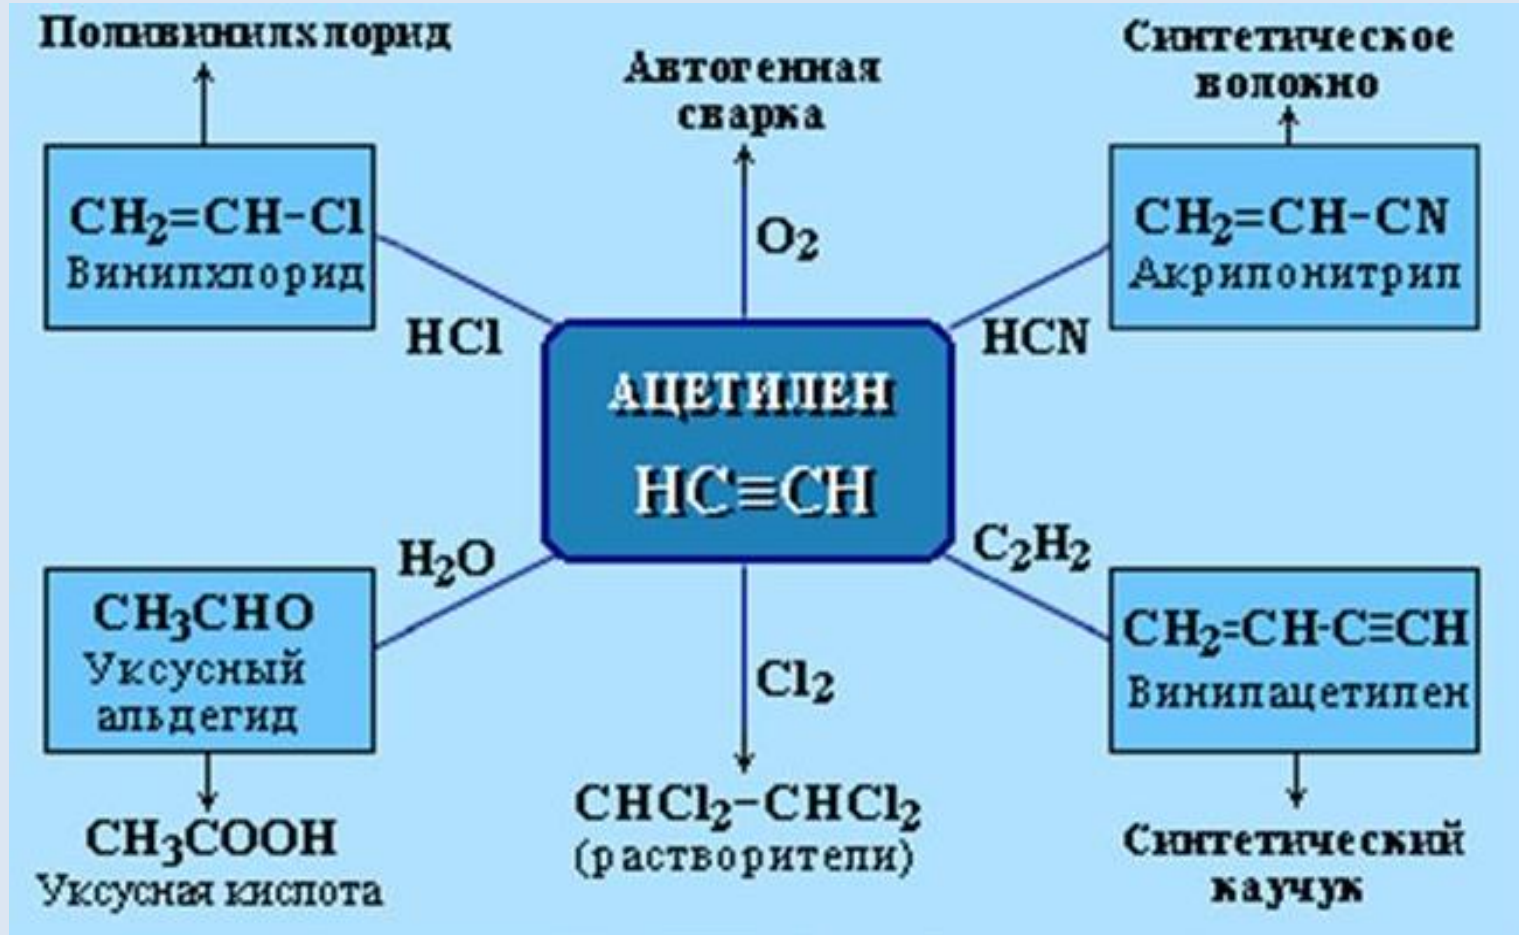 Поливинилхлорид
CH₂=CH-Cl
Винилхлорид
HCl
Автогенная
сварка
O₂
Синтетическое
волокно
CH₂=CH-CN
Акрилонитрил
HCN
АЦЕТИЛЕН
HC≡CH
H₂O
CH₃CHO
Уксусный
альдегид
CH₃COOH
Уксусная кислота
Cl₂
CHCl₂-CHCl₂
(растворители)
C₂H₂
CH₂=CH-C≡CH
Винилацетилен
Синтетический
каучук